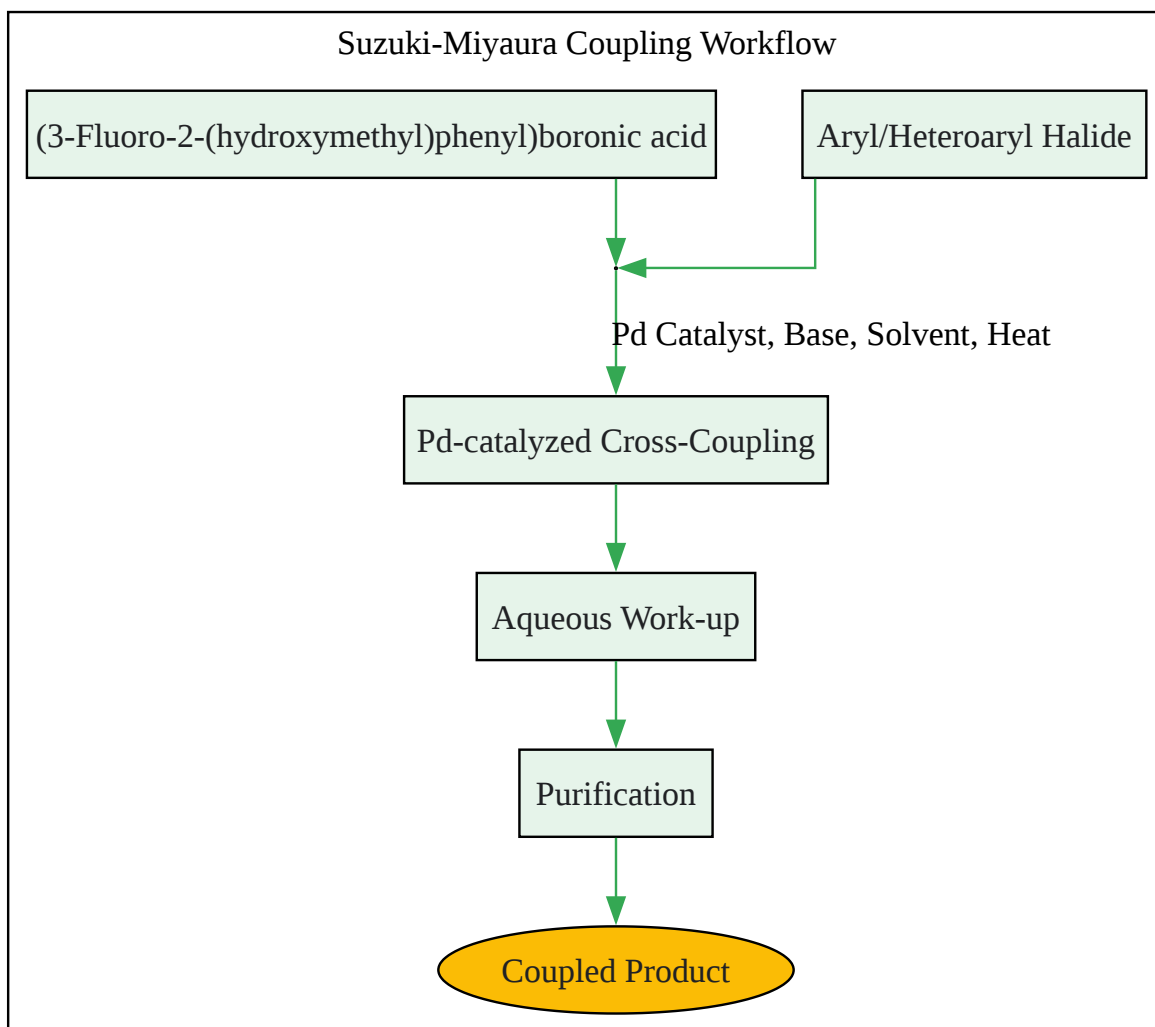 Suzuki-Miyaura Coupling Workflow
(3-Fluoro-2-(hydroxymethyl)phenyl)boronic acid
Aryl/Heteroaryl Halide
Pd Catalyst, Base, Solvent, Heat
Pd-catalyzed Cross-Coupling
Aqueous Work-up
Purification
Coupled Product